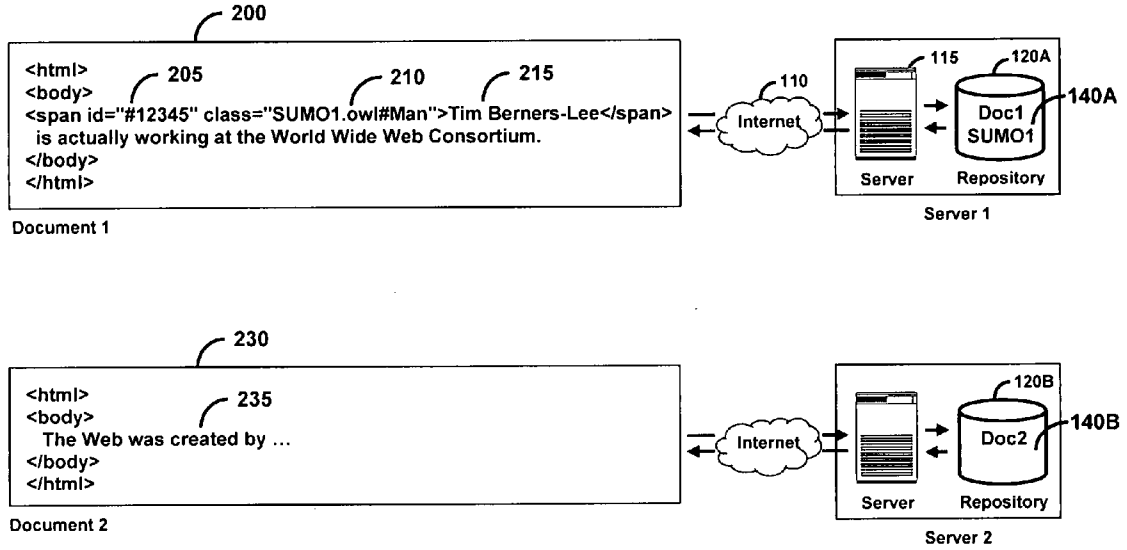 200
<html>
205
210
215
<body>
<span id="#12345" class="SUMO1.owl#Man">Tim Berners-Lee</span>
is actually working at the World Wide Web Consortium.
</body>
</html>
Document 1
110
Internet
115
120A
140A
Doc1
SUMO1
Server
Repository
Server 1
230
<html>
235
<body>
The Web was created by ...
</body>
</html>
Document 2
Internet
120B
140B
Doc2
Server
Repository
Server 2